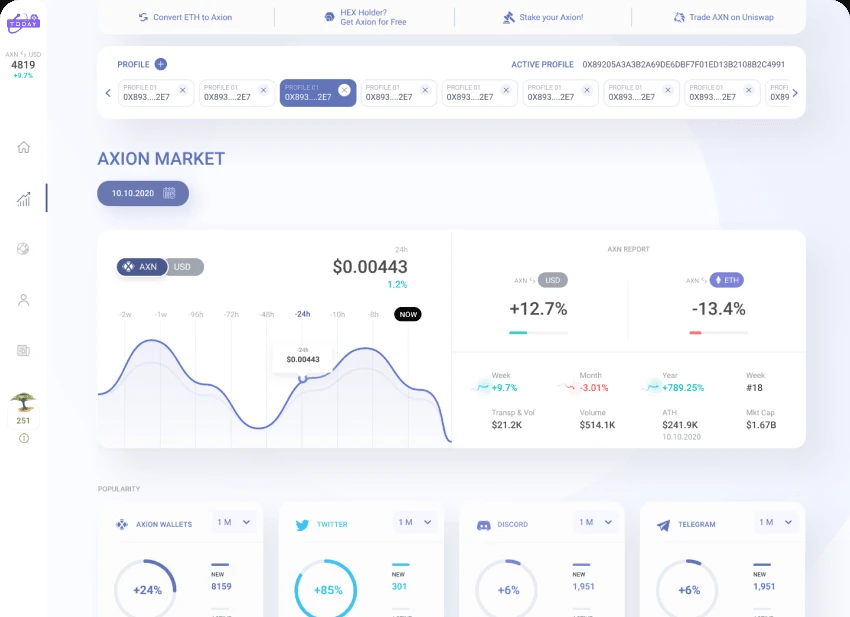 TODAY
AXN ⇆ USD
4819
+9.7%
251
Convert ETH to Axion
HEX Holder?
Get Axion for Free
Stake your Axion!
Trade AXN on Uniswap
PROFILE
ACTIVE PROFILE 0X89205A3A3B2A69DE6DBF7F01ED13B2108B2C4991
PROFILE 01 PROFILE 01 PROFILE 01 PROFILE 01 PROFILE 01 PROFILE 01 PROFILE 01 PROFILE 01 PROFI
0X893....2E7 0X893....2E7 0X893....2E7 0X893....2E7 0X893....2E7 0X893....2E7 0X893....2E7 0X893....2E7 0X89
AXION MARKET
10.10.2020
AXN USD
24h
$0.00443
1.2%
-2w -1w -96h -72h -48h -24h -10h -8h NOW
-24h
$0.00443
AXN REPORT
AXN ⇆ USD
+12.7%
AXN ⇆ ETH
-13.4%
Week Month Year Week
+9.7% -3.01% +789.25% #18
Transp & Vol Volume ATH Mkt Cap
$21.2K $514.1K $241.9K $1.67B
10.10.2020
POPULARITY
AXION WALLETS 1 M
+24%
NEW
8159
TWITTER 1 M
+85%
NEW
301
DISCORD 1 M
+6%
NEW
1,951
TELEGRAM 1 M
+6%
NEW
1,951